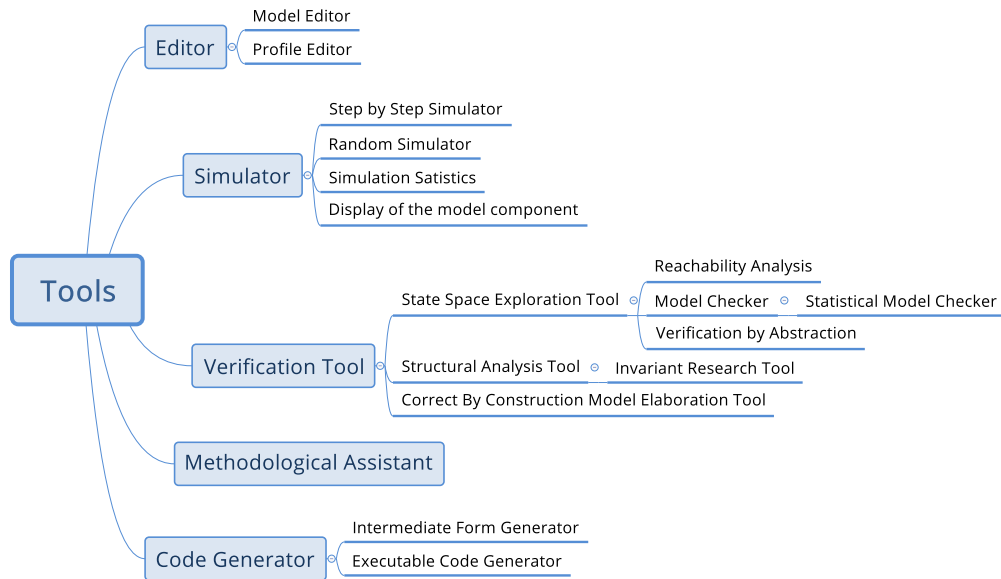 Model Editor
Editor
Profile Editor
Step by Step Simulator
Random Simulator
Simulator
Simulation Satistics
Display of the model component
Tools
Reachability Analysis
State Space Exploration Tool
Model Checker
Statistical Model Checker
Verification by Abstraction
Verification Tool
Structural Analysis Tool
Invariant Research Tool
Correct By Construction Model Elaboration Tool
Methodological Assistant
Intermediate Form Generator
Code Generator
Executable Code Generator